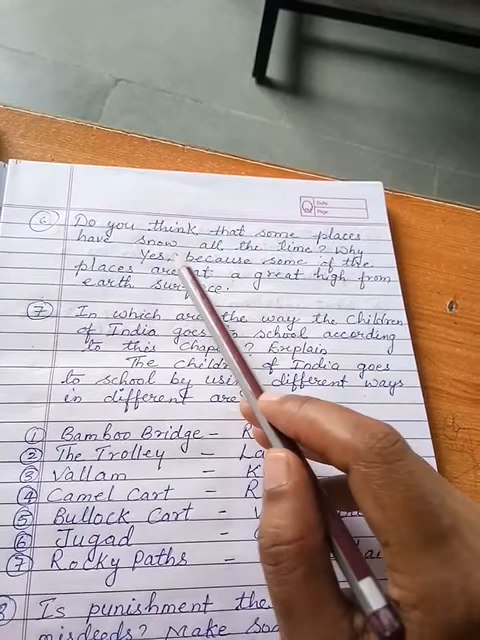 Date
Page
6 Do you think that some places
have snow all the time? Why
Yes, because some of the
places are at a great high from
earth surface.
7 In which are the way the children
of India goes to school according
to this chapter? Explain
The children of India goes
to school by using different ways
in different
1 Bamboo Bridge -
2 The Trolley - La
3 Vallam - K
4 Camel Cart - R
5 Bullock Cart -
6 Jugad -
7 Rocky Paths -
8 Is punishment the
misdeeds? Make